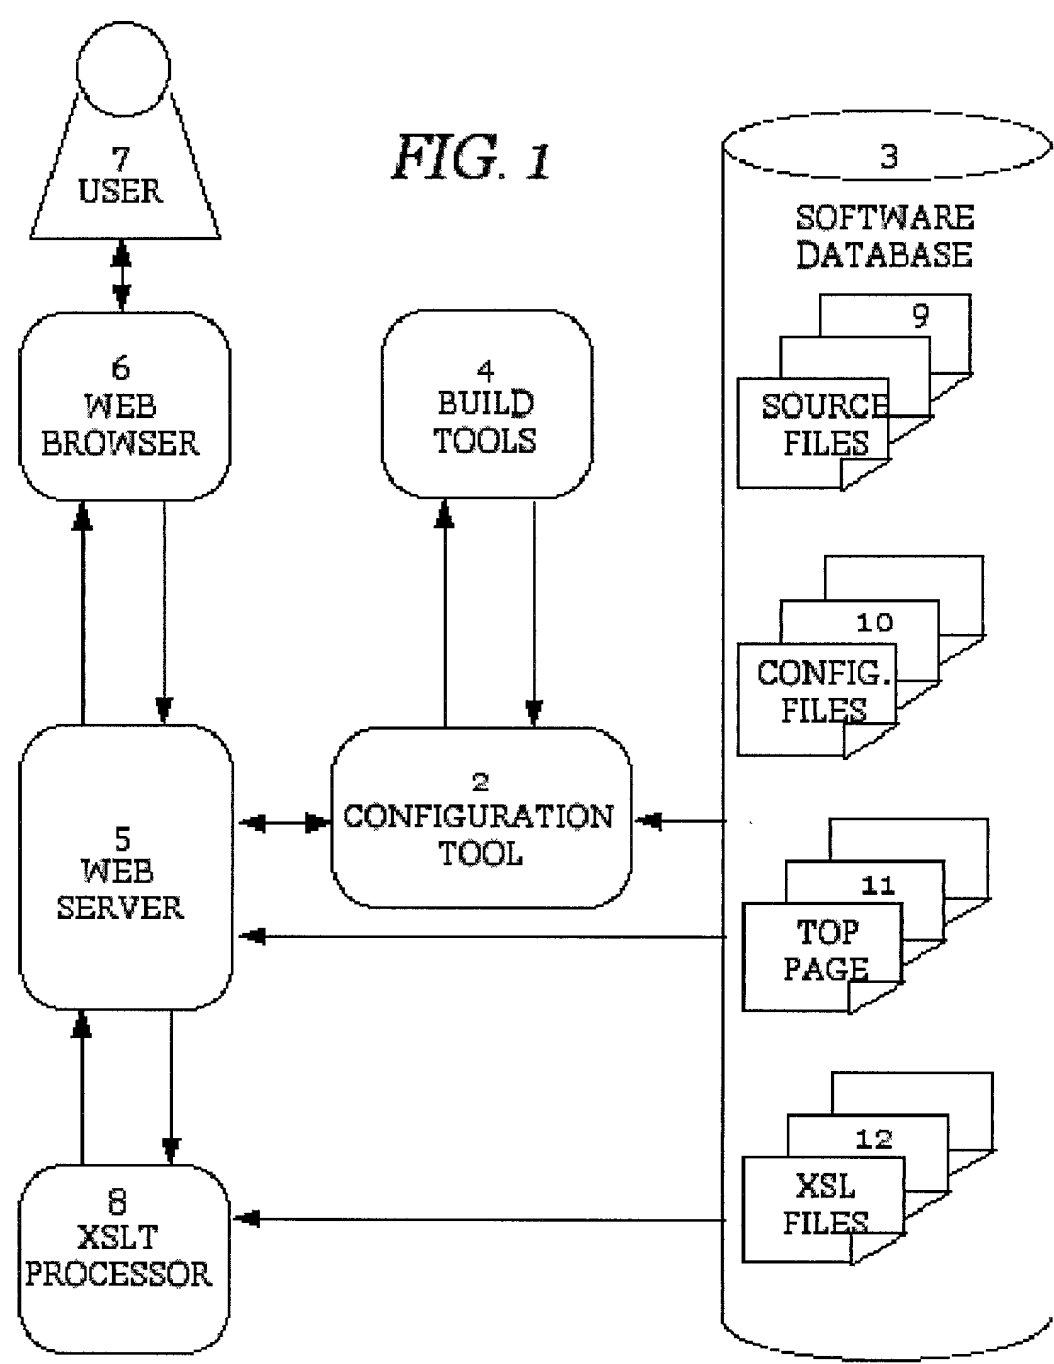 FIG. 1
7
USER
3
SOFTWARE
DATABASE
6
WEB
BROWSER
4
BUILD
TOOLS
9
SOURCE
FILES
10
CONFIG.
FILES
5
WEB
SERVER
2
CONFIGURATION
TOOL
11
TOP
PAGE
8
XSLT
PROCESSOR
12
XSL
FILES